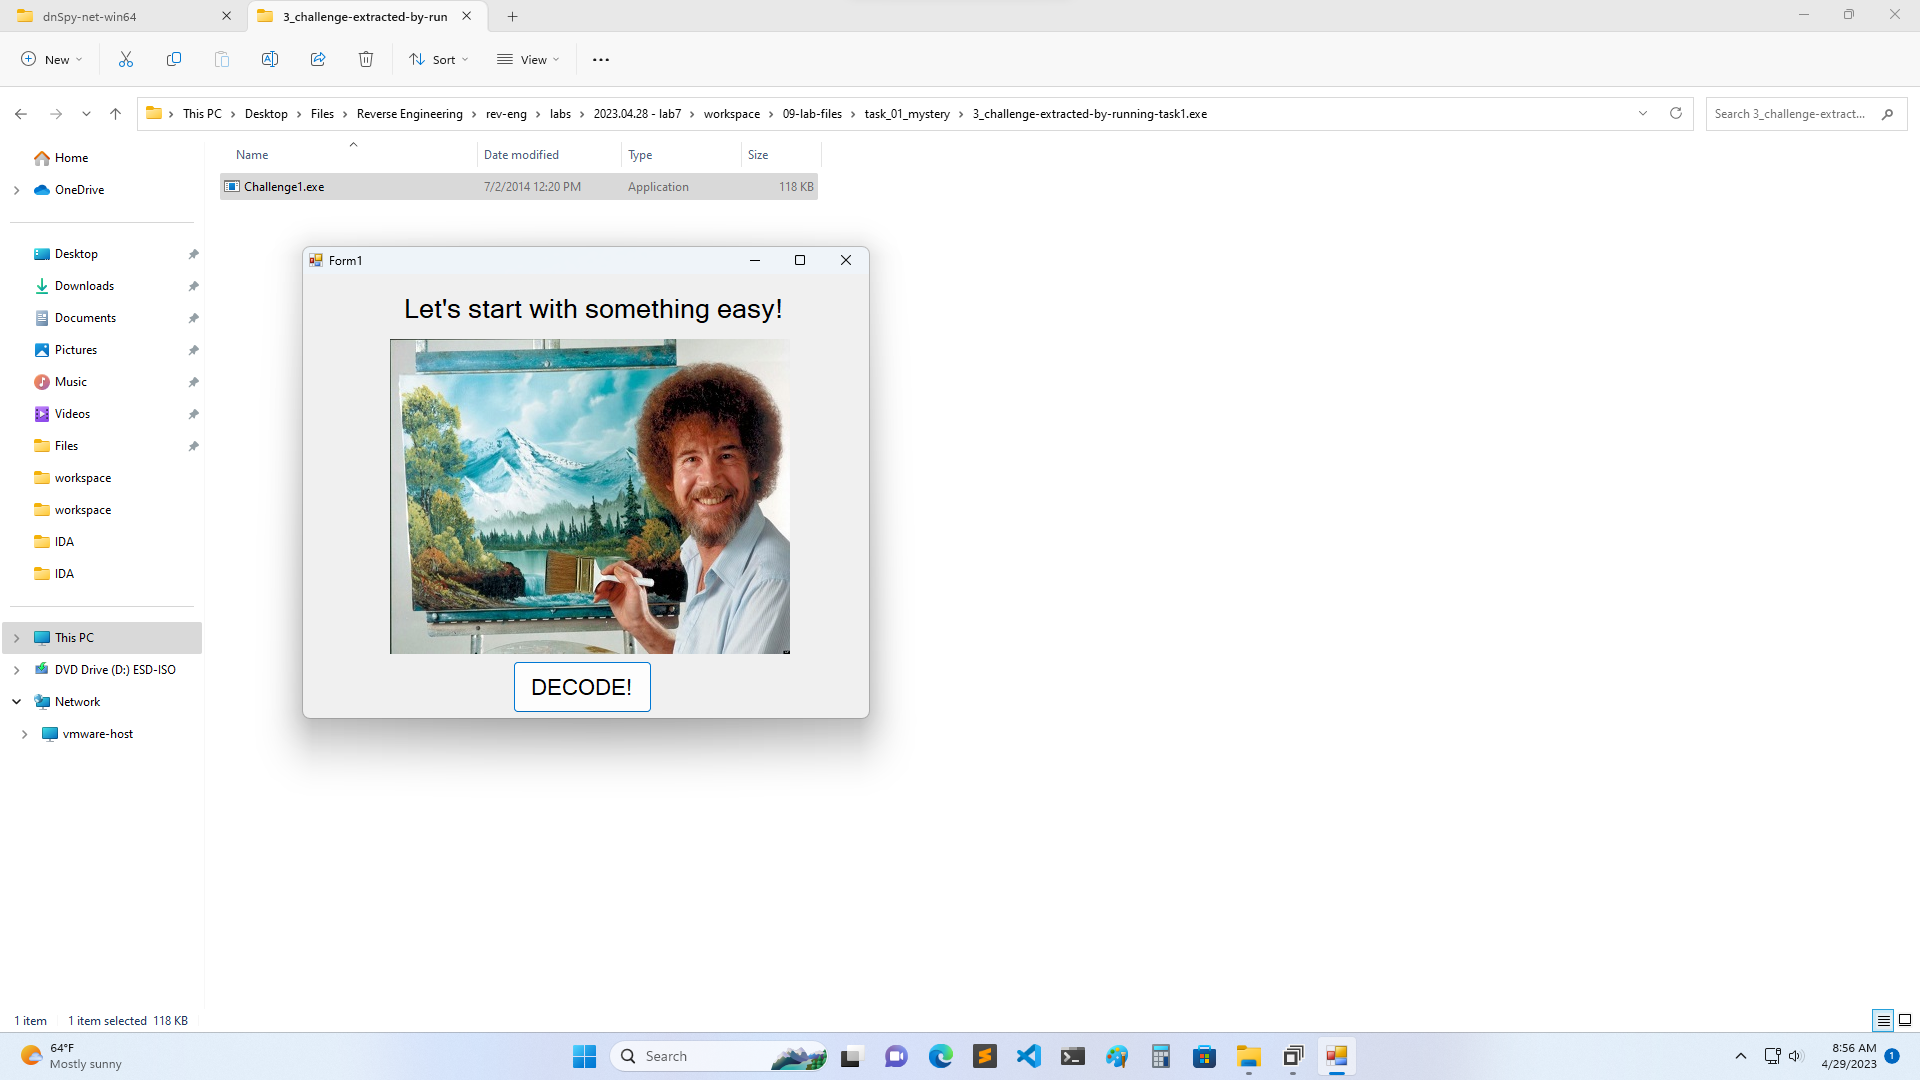 dnSpy-net-win64
3_challenge-extracted-by-run
New
Sort
View
This PC
Desktop
Files
Reverse Engineering
rev-eng
labs
2023.04.28 - lab7
workspace
09-lab-files
task_01_mystery
3_challenge-extracted-by-running-task1.exe
Search 3_challenge-extract...
Name
Date modified
Type
Size
Challenge1.exe
7/2/2014 12:20 PM
Application
118 KB
Home
OneDrive
Desktop
Downloads
Documents
Pictures
Music
Videos
Files
workspace
workspace
IDA
IDA
This PC
DVD Drive (D:) ESD-ISO
Network
vmware-host
Form1
Let's start with something easy!
DECODE!
1 item
1 item selected 118 KB
64°F
Mostly sunny
Search
8:56 AM
4/29/2023
1